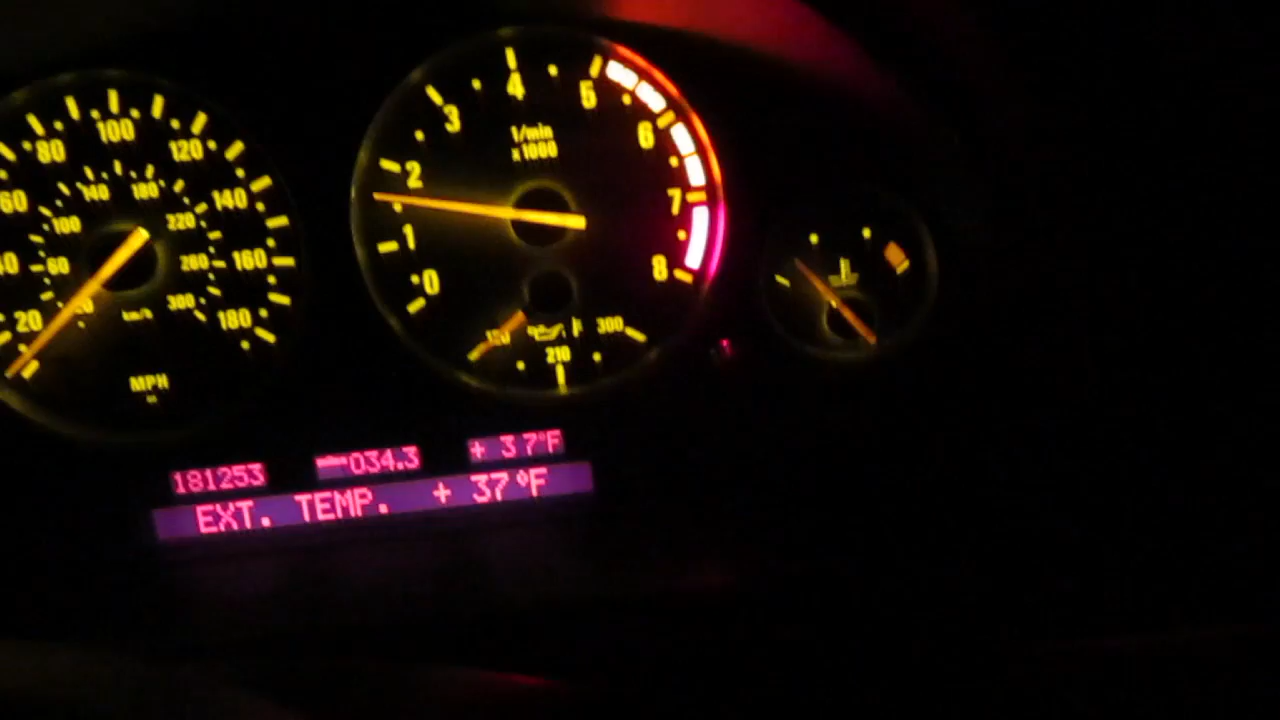 20 40 60 80 100 120 140 160 180
60 100 140 180 220 260 300
km/h
MPH
0 1 2 3 4 5 6 7 8
1/min
x1000
210 300
°F
181253 034.3 + 37°F
EXT. TEMP. + 37°F